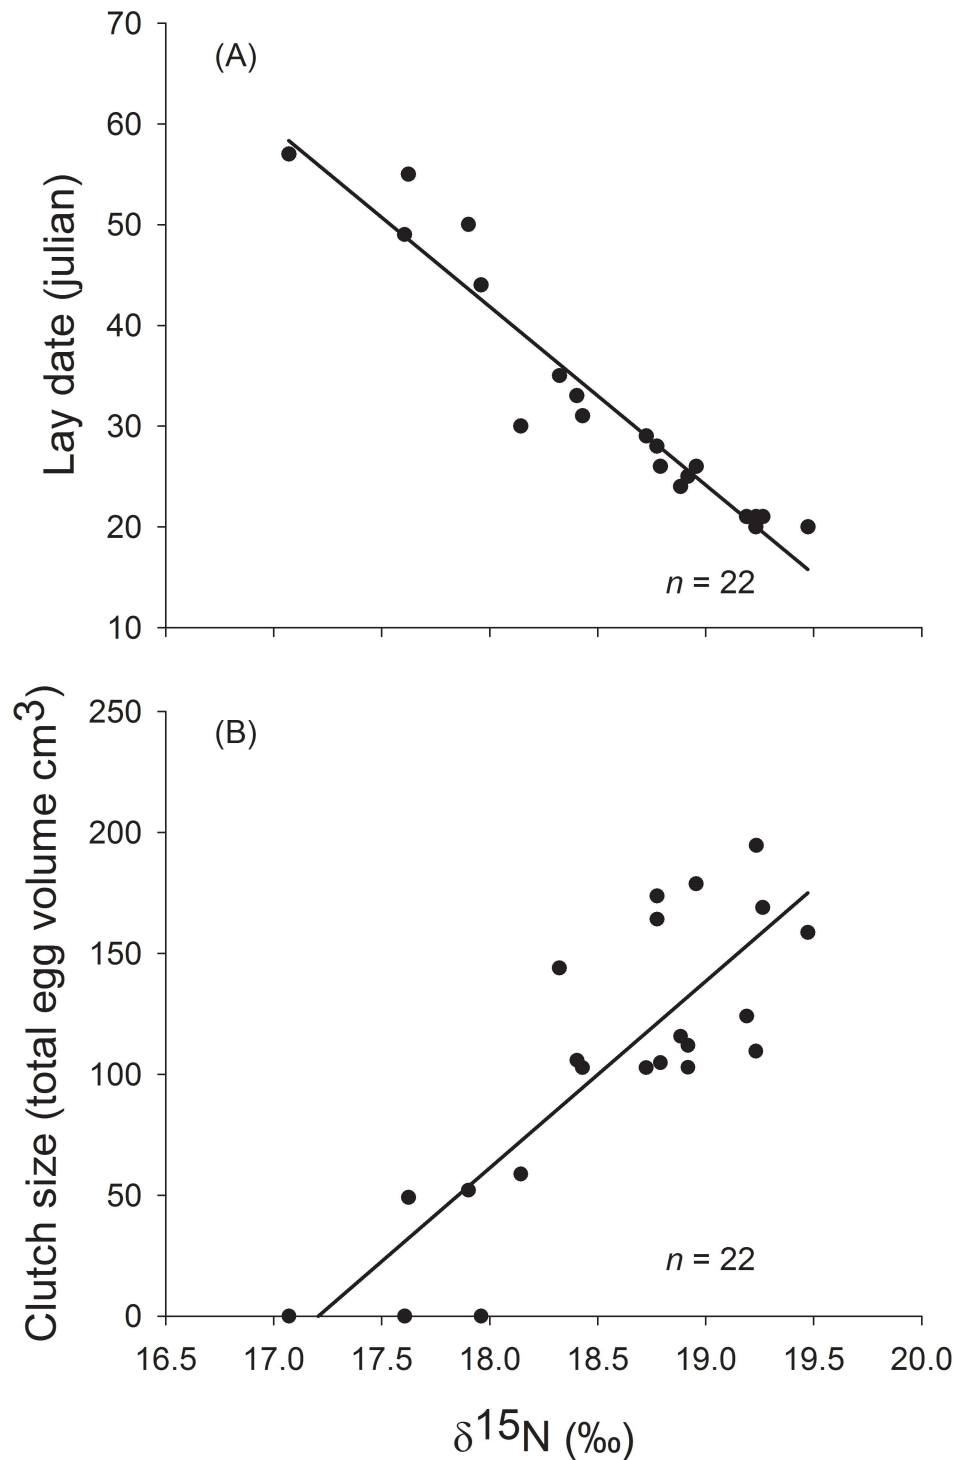 (A)
70
60
50
40
30
20
10
Lay date (julian)
n = 22
(B)
250
200
150
100
50
0
Clutch size (total egg volume cm3)
n = 22
16.5 17.0 17.5 18.0 18.5 19.0 19.5 20.0
δ15N (‰)